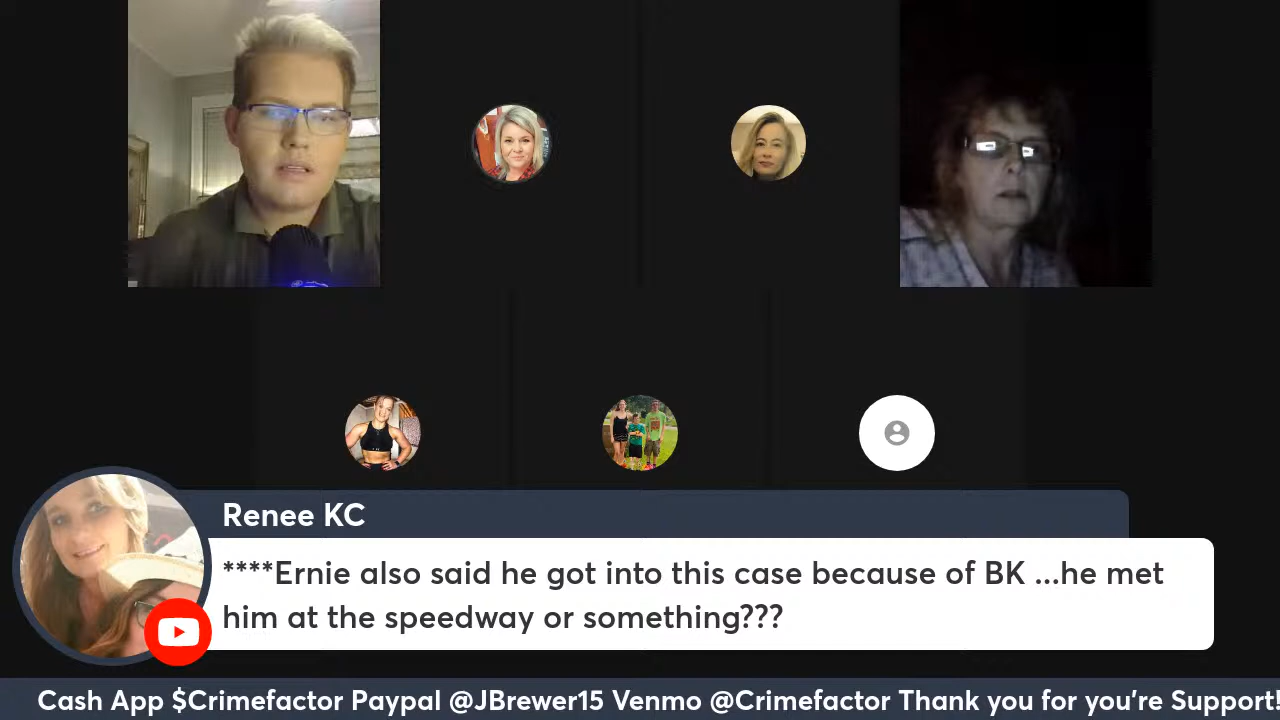 Renee KC
****Ernie also said he got into this case because of BK ...he met
him at the speedway or something???
Cash App $Crimefactor Paypal @JBrewer15 Venmo @Crimefactor Thank you for you're Support!